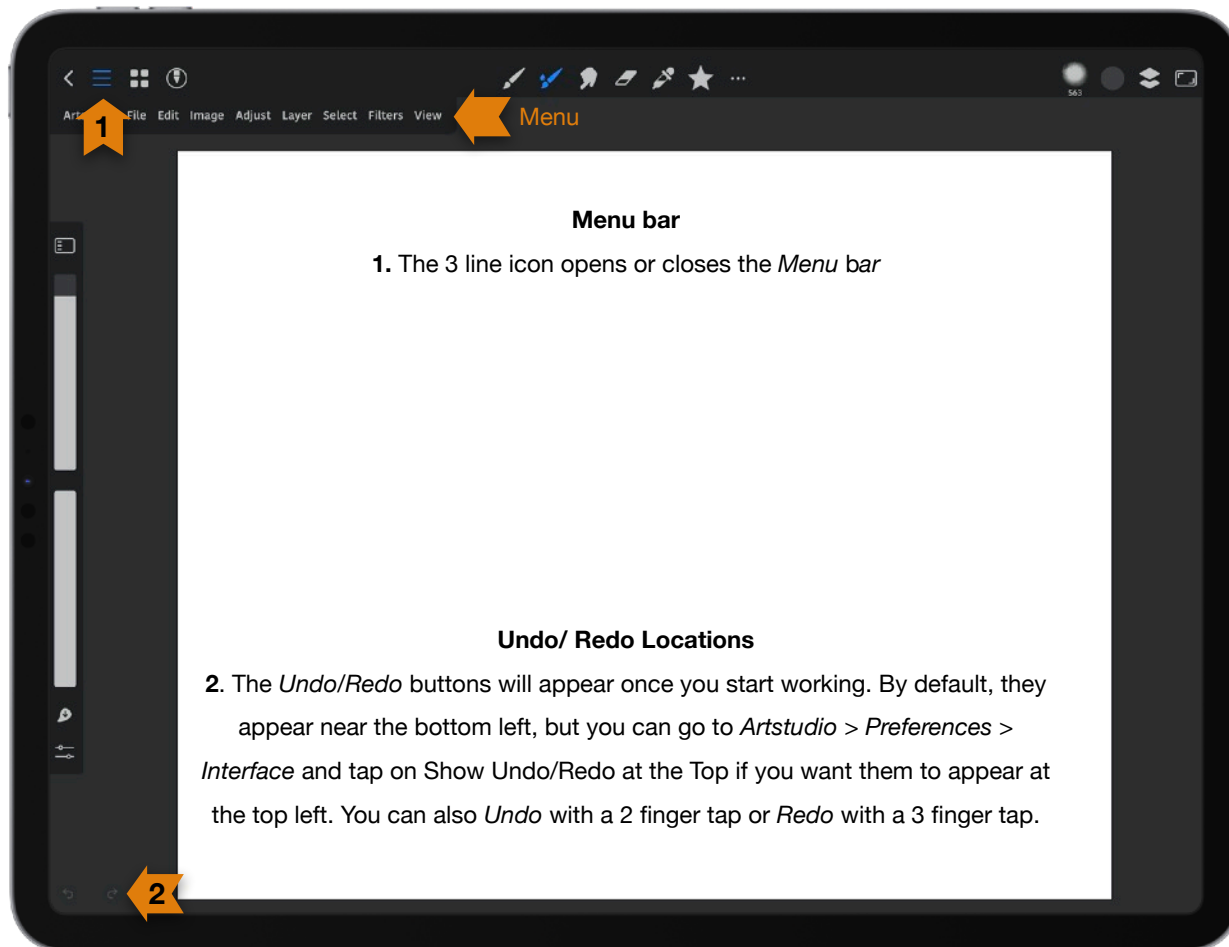 S63
Art
File Edit Image Adjust Layer Select Filters View
Menu
1
Menu bar
1. The 3 line icon opens or closes the Menu bar
Undo/ Redo Locations
2. The Undo/Redo buttons will appear once you start working. By default, they
appear near the bottom left, but you can go to Artstudio > Preferences >
Interface and tap on Show Undo/Redo at the Top if you want them to appear at
the top left. You can also Undo with a 2 finger tap or Redo with a 3 finger tap.
2